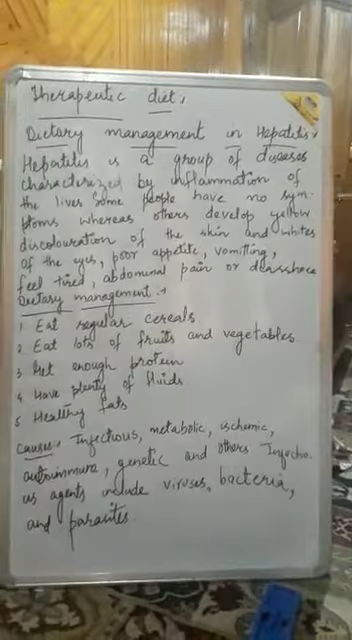 Therapeutic diet,
Dietary management in Hepatitis,
Hepatitis is a group of diseases
characterized by inflammation of
the liver some people have no sym-
ptoms whereas others develop yellow
discolouration of the skin and whites
of the eyes, poor appetite, vomitting,
feel tired, abdominal pain or
Dietary management:→
1 Eat regular cereals.
2 Eat lots of fruits and vegetables.
3 Get enough protein
4 Have plenty of fluids.
5 Healthy fats
Causes, Infectious, metabolic, ischemic,
autoimmune, genetic and others Infectio-
us agents include viruses, bacteria,
and parasites.